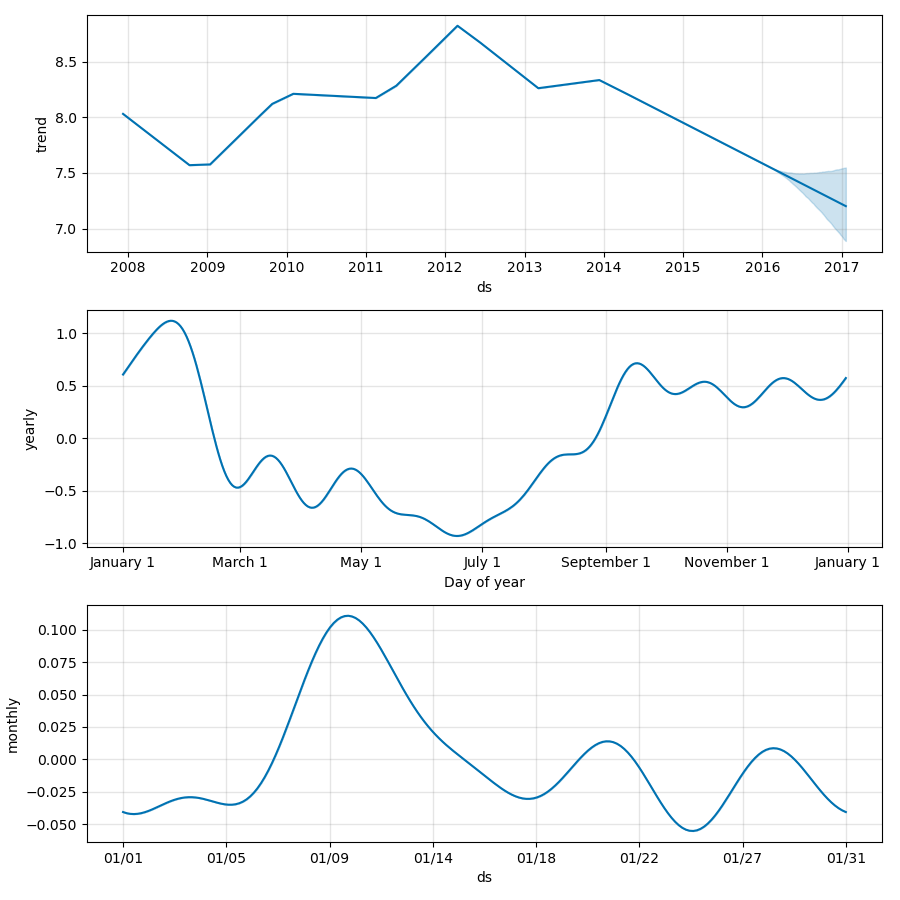 8.5
8.0
7.5
7.0
trend
2008 2009 2010 2011 2012 2013 2014 2015 2016 2017
ds
1.0
0.5
0.0
−0.5
−1.0
yearly
January 1 March 1 May 1 July 1 September 1 November 1 January 1
Day of year
0.100
0.075
0.050
0.025
0.000
−0.025
−0.050
monthly
01/01 01/05 01/09 01/14 01/18 01/22 01/27 01/31
ds